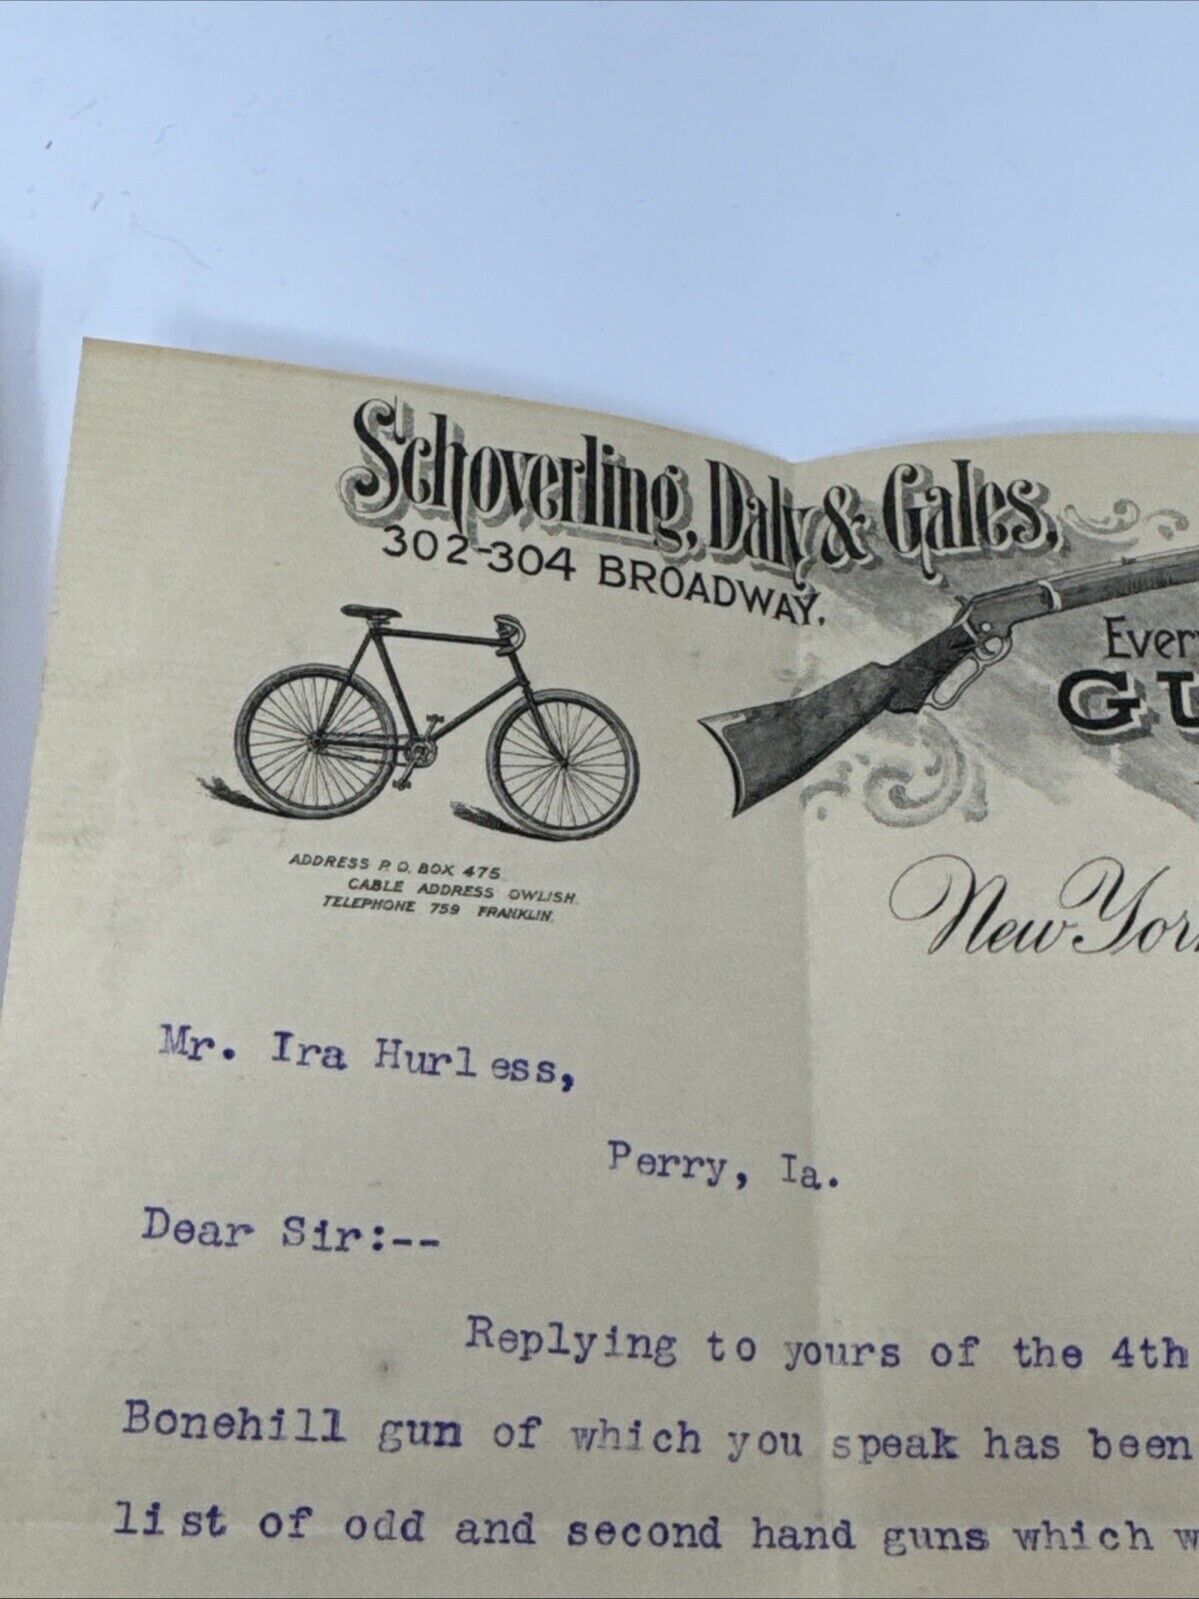 Schoverling, Daly & Gales,
302-304 BROADWAY.
Ever
GU
ADDRESS P. O. BOX 475.
CABLE ADDRESS OWLISH.
TELEPHONE 759 FRANKLIN.
New York
Mr. Ira Hurless,
Perry, Ia.
Dear Sir:--
Replying to yours of the 4th
Bonehill gun of which you speak has been
list of odd and second hand guns which w